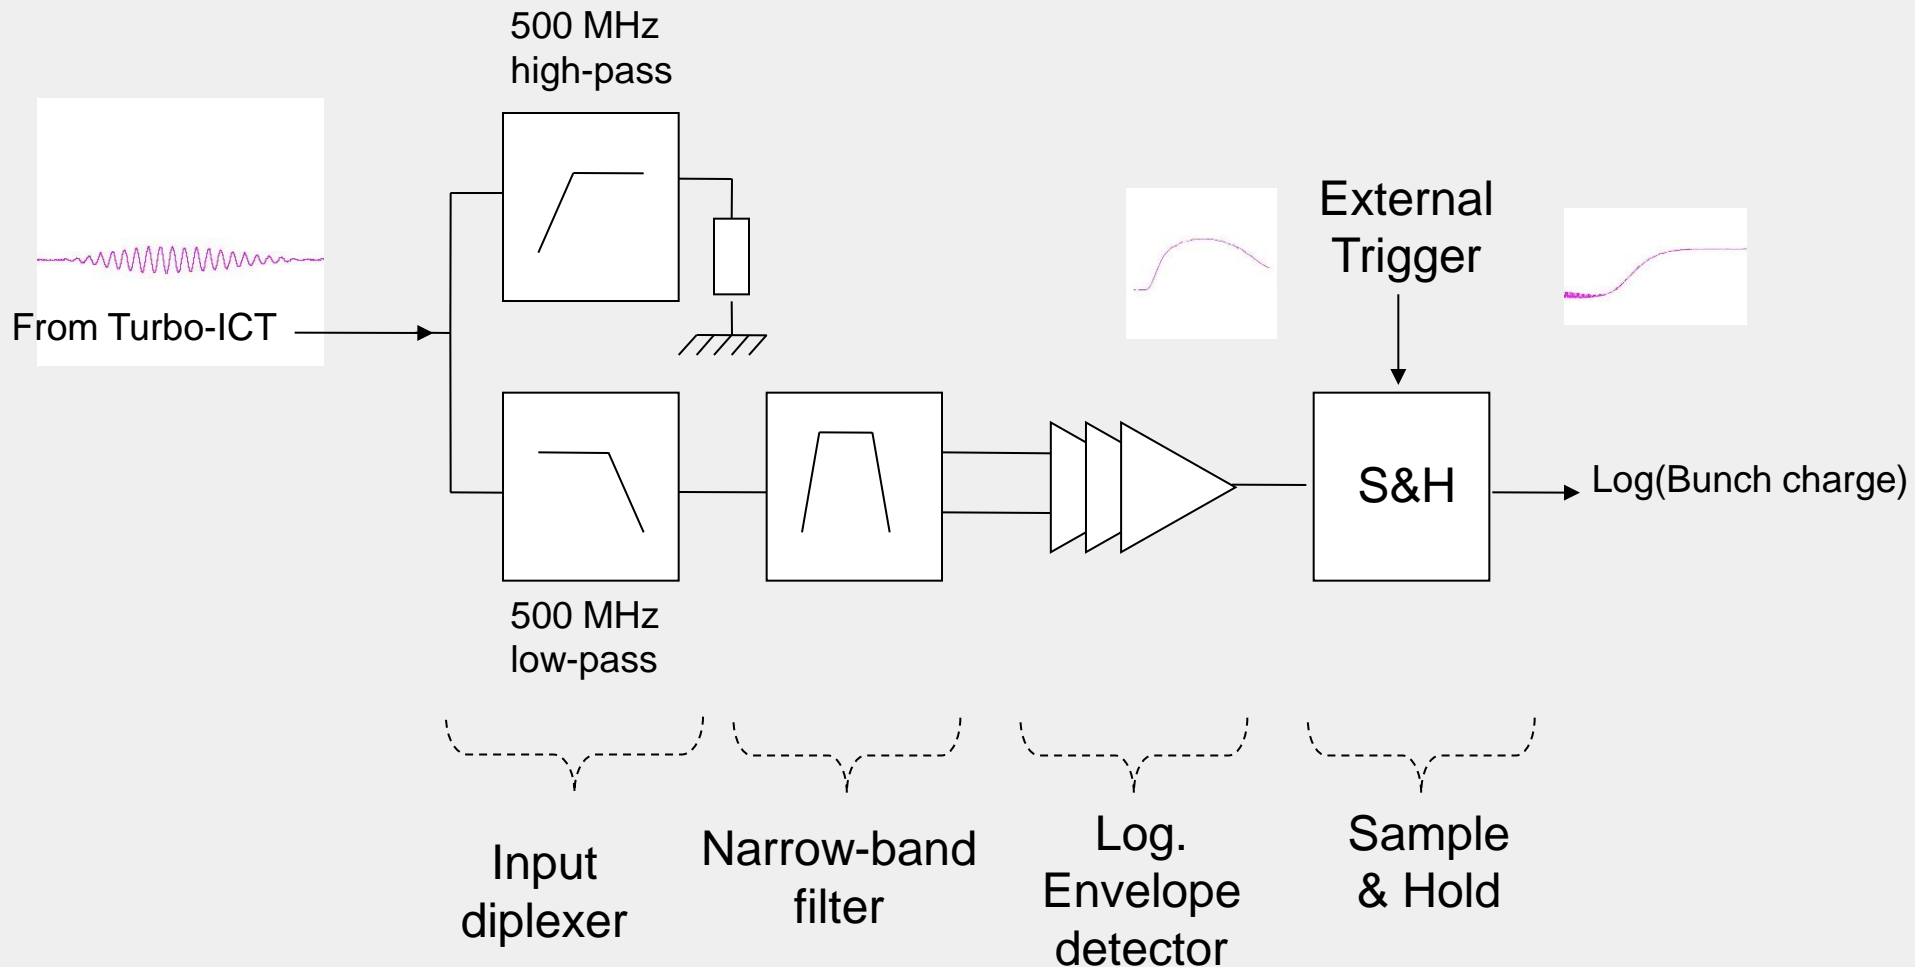 500 MHz
high-pass
External
Trigger
From Turbo-ICT
S&H
Log(Bunch charge)
500 MHz
low-pass
Input
diplexer
Narrow-band
filter
Log.
Envelope
detector
Sample
& Hold